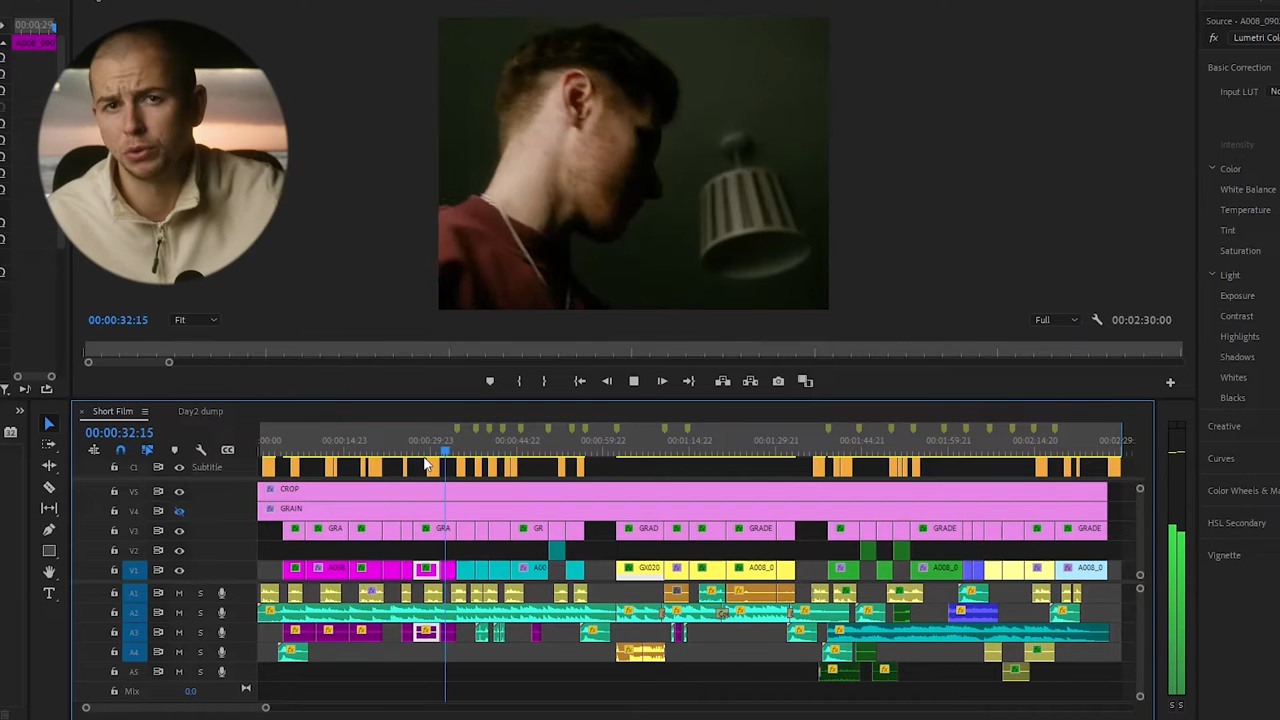 00:00:29
A008_090
Source · A008_090
fx Lumetri Col
Basic Correction
Input LUT No
Intensity
Color
White Balance
Temperature
Tint
Saturation
Light
Exposure
Contrast
Highlights
Shadows
Whites
Blacks
Creative
Curves
Color Wheels & Ma
HSL Secondary
Vignette
00:00:32:15
Fit
Full
00:02:30:00
Short Film
Day2 dump
00:00:32:15
:00:00
00:00:14:23
00:00:29:23
00:00:44:22
00:00:59:22
00:01:14:22
00:01:29:21
00:01:44:21
00:01:59:21
00:02:14:20
00:02:29:
C1 Subtitle
V5 CROP
V4 GRAIN
V3 GRA GRA GR GRAD GRADE GRADE GRADE
V2
V1 A008 A00 GX020 A008_0 A008_0 A008_0
A1 M S
A2 M S
A3 M S
A4 M S
A5 M S
Mix 0.0
S S